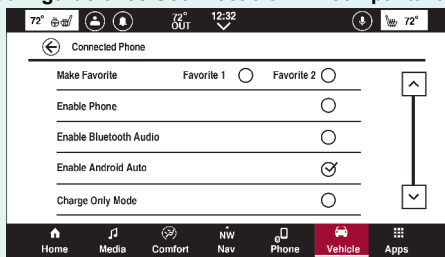 72° 72° OUT 12:32 72°
Connected Phone
Make Favorite Favorite 1 Favorite 2
Enable Phone
Enable Bluetooth Audio
Enable Android Auto
Charge Only Mode
NW
Home Media Comfort Nav Phone Vehicle Apps